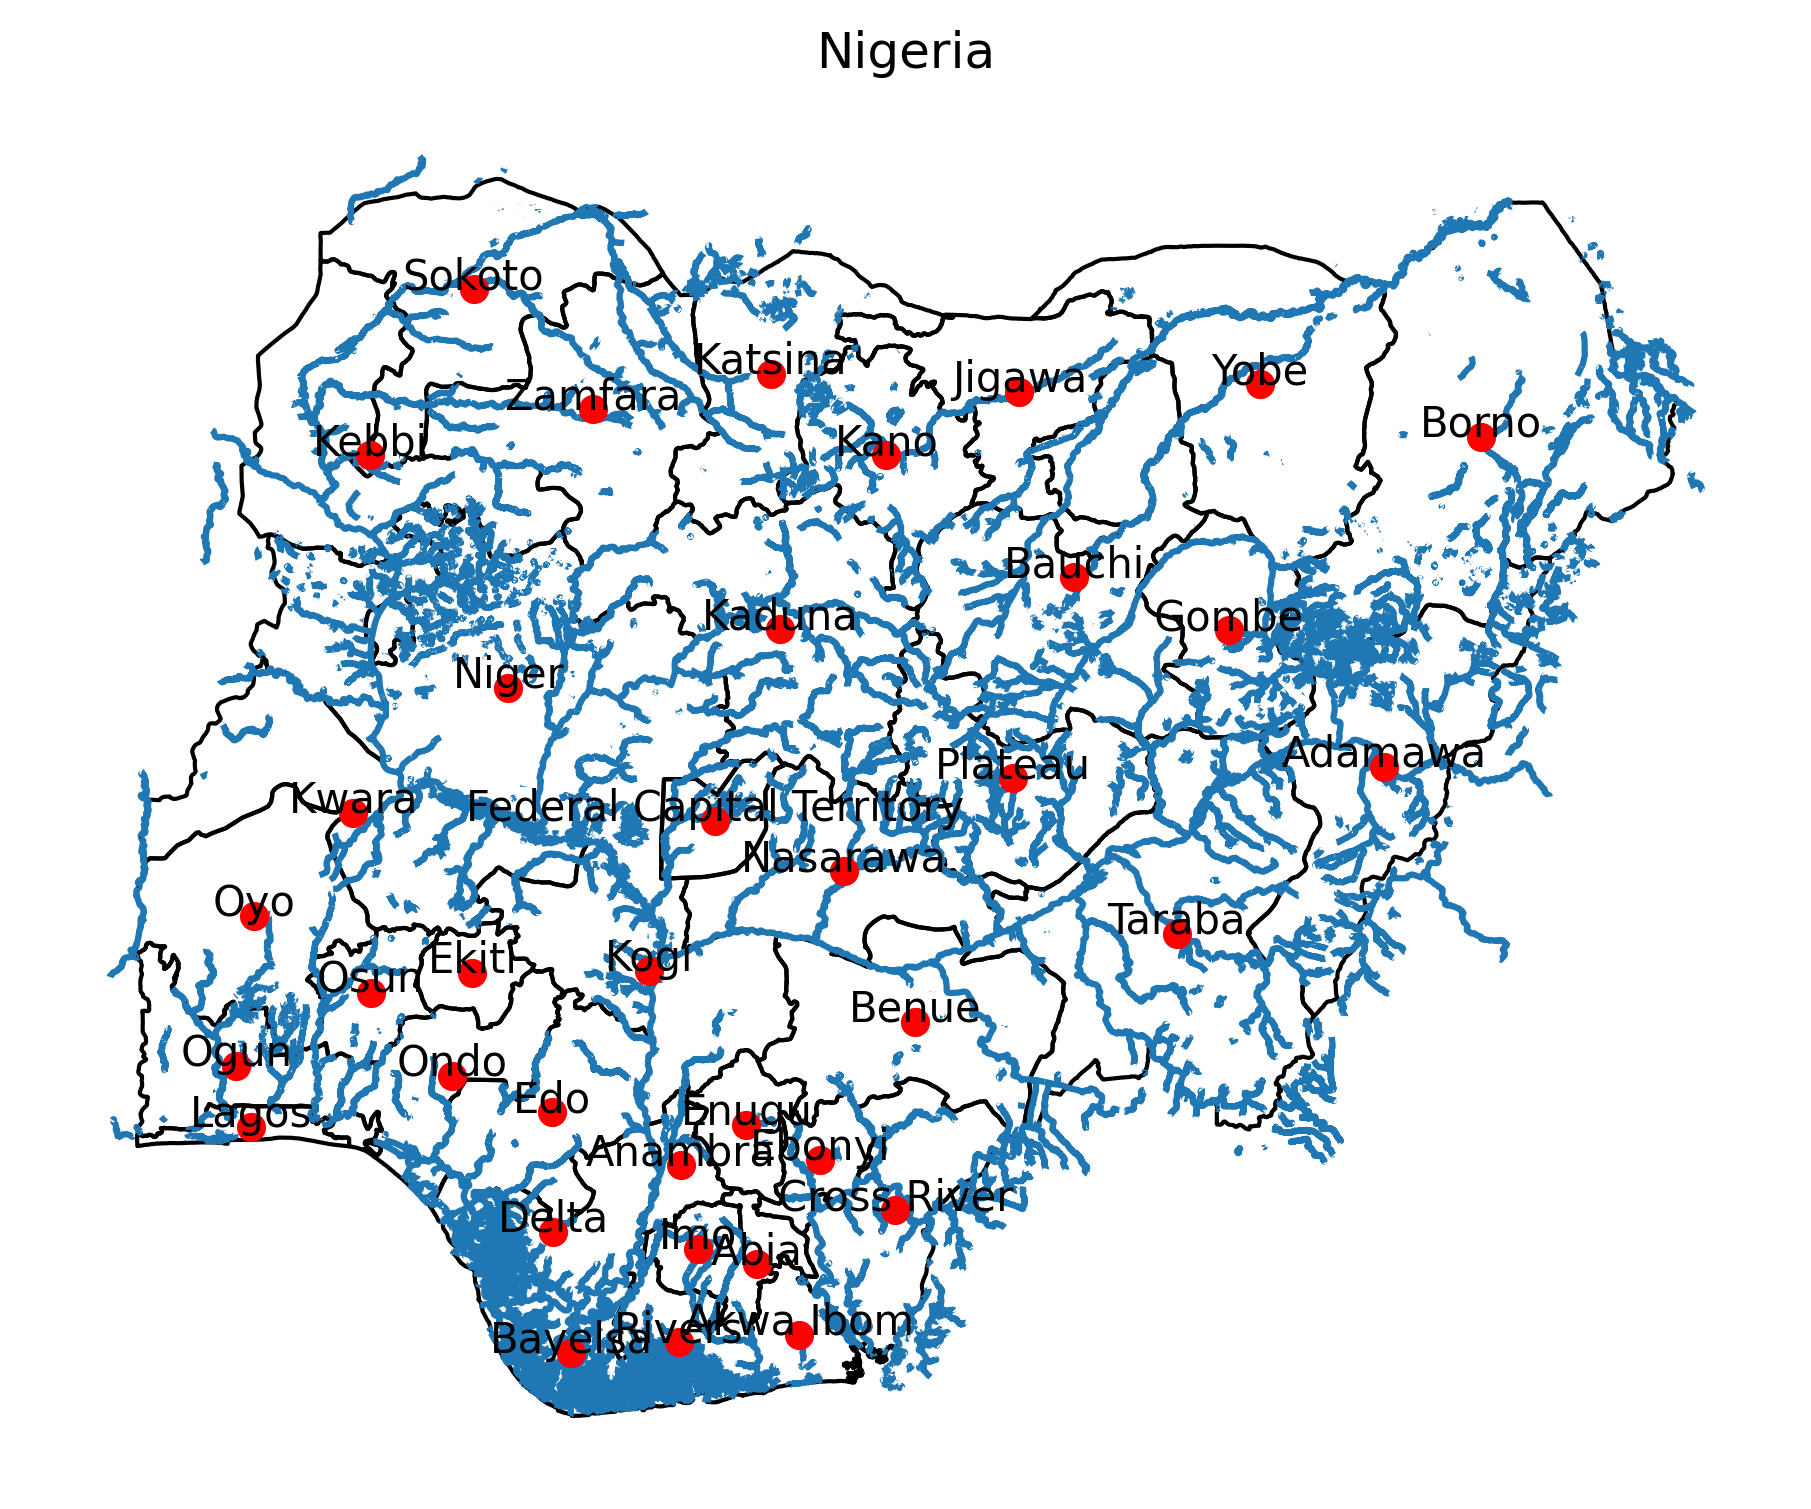 Nigeria
Sokoto
Katsina
Jigawa
Yobe
Zamfara
Borno
Kebbi
Kano
Bauchi
Kaduna
Gombe
Niger
Adamawa
Plateau
Kwara
Federal Capital Territory
Nasarawa
Oyo
Taraba
Kogi
Ekiti
Osun
Benue
Ogun
Ondo
Edo
Lagos
Enugu
Ebonyi
Anambra
Cross River
Delta
Imo
Abia
Akwa Ibom
Rivers
Bayelsa